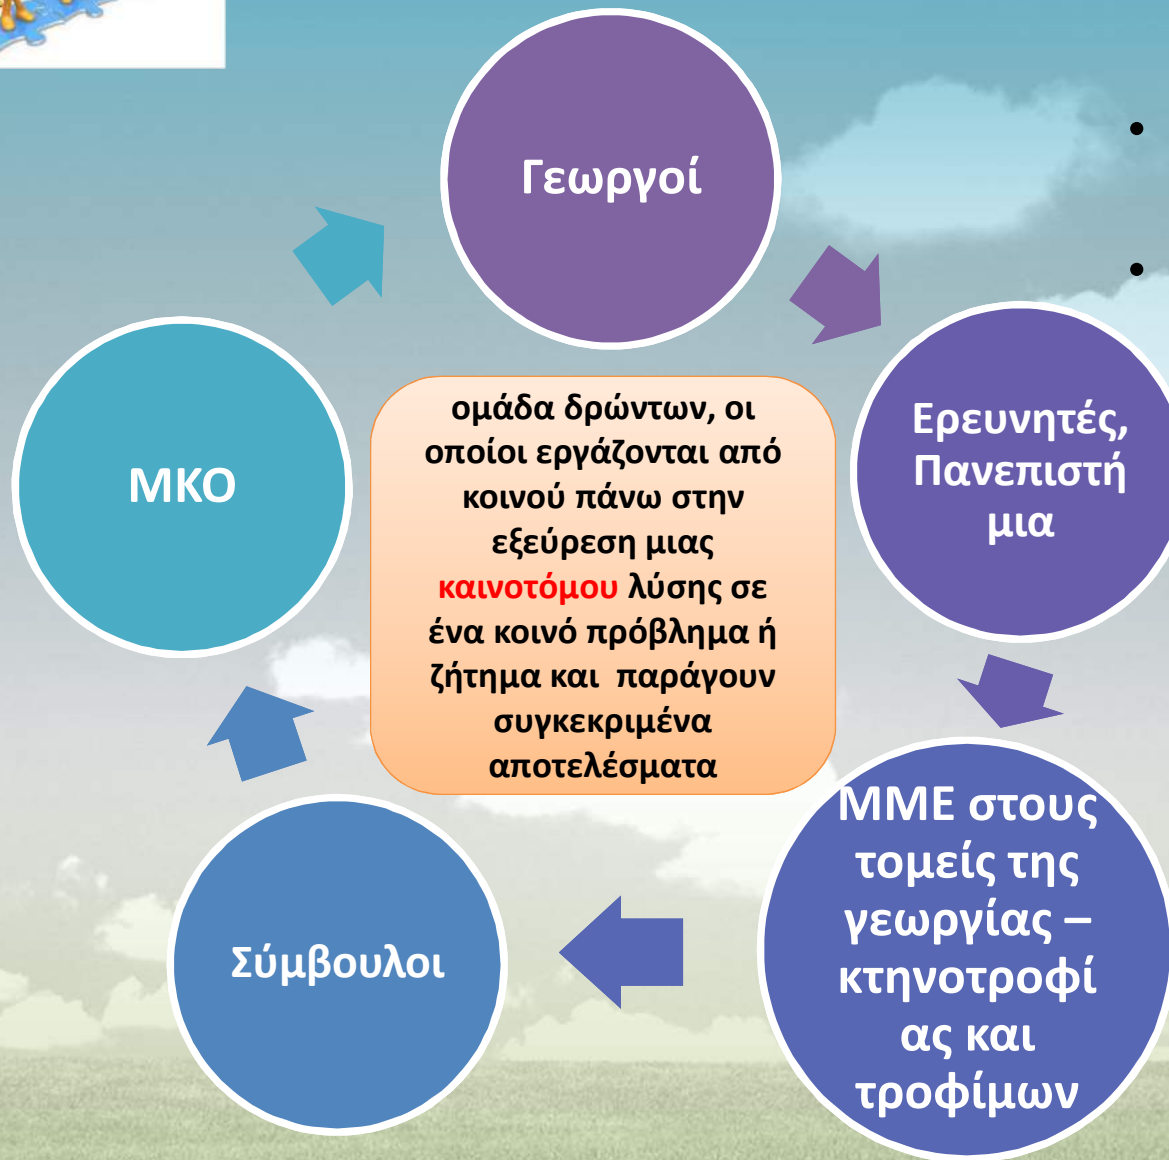 Γεωργοί
Ερευνητές,
Πανεπιστή
μια
ΜΜΕ στους
τομείς της
γεωργίας –
κτηνοτροφί
ας και
τροφίμων
Σύμβουλοι
ΜΚΟ
ομάδα δρώντων, οι
οποίοι εργάζονται από
κοινού πάνω στην
εξεύρεση μιας
καινοτόμου λύσης σε
ένα κοινό πρόβλημα ή
ζήτημα και παράγουν
συγκεκριμένα
αποτελέσματα